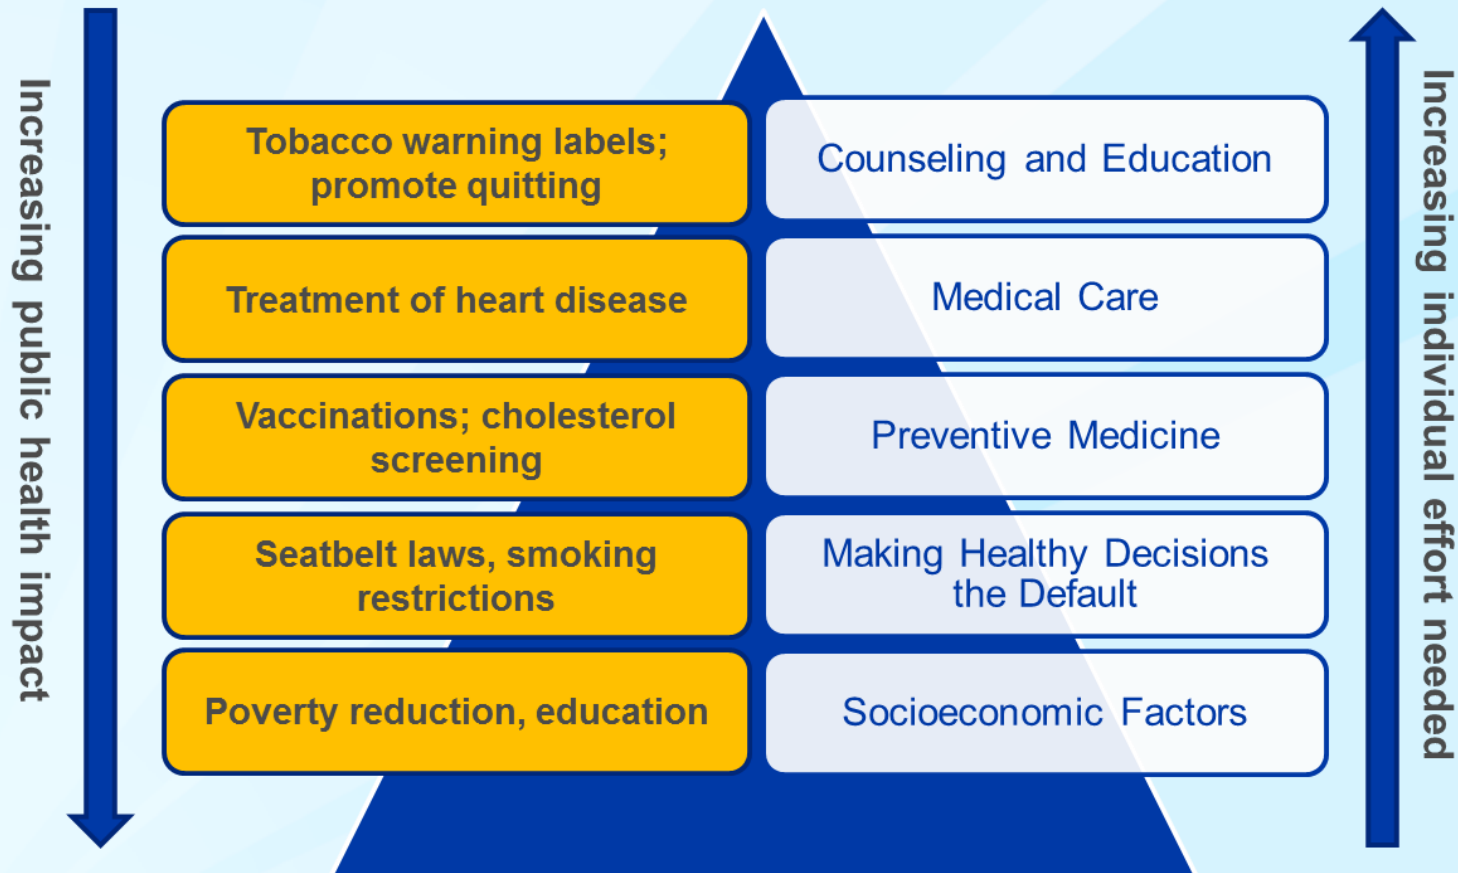 Increasing public health impact
Tobacco warning labels;
promote quitting
Counseling and Education
Treatment of heart disease
Medical Care
Vaccinations; cholesterol
screening
Preventive Medicine
Seatbelt laws, smoking
restrictions
Making Healthy Decisions
the Default
Poverty reduction, education
Socioeconomic Factors
Increasing individual effort needed